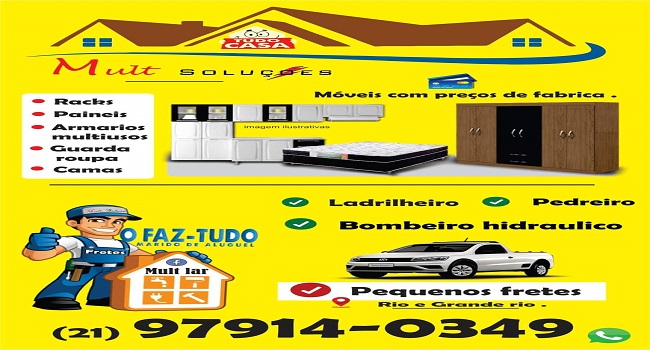 TUDO
CASA
Mult SOLUÇÕES
Móveis com preços de fabrica .
Racks
Paineis
Armarios
multiusos
Guarda
roupa
Camas
Imagem ilustrativas
Ladrilheiro
Pedreiro
Bombeiro hidraulico
O FAZ-TUDO
MARIDO DE ALUGUEL
Frotos
Mult lar
Pequenos fretes
Rio e Grande rio .
(21) 97914-0349